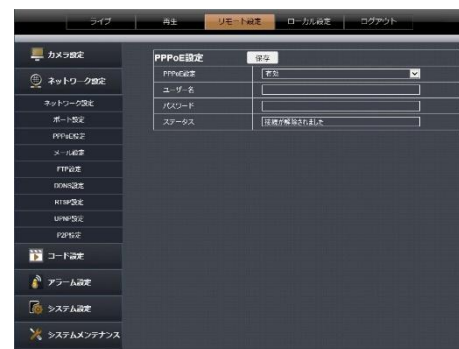 ライブ 再生 リモート設定 ローカル設定 ログアウト
カメラ設定
ネットワーク設定
ネットワーク設定
ポート設定
PPPoE設定
メール設定
FTP設定
DDNS設定
RTSP設定
UPNP設定
P2P設定
コード設定
アラーム設定
システム設定
システムメンテナンス
PPPoE設定 保存
PPPoE設定 有効
ユーザー名
パスワード
ステータス 接続が解除されました